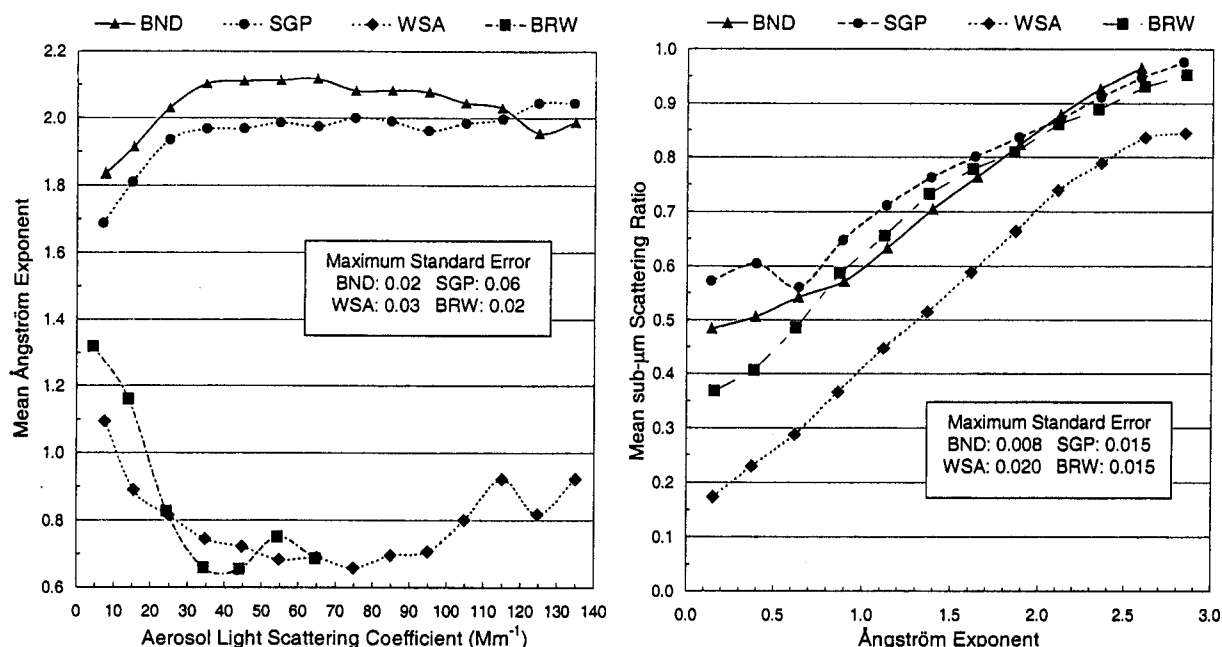 BND SGP WSA BRW
2.2
2.0
1.8
1.6
1.4
1.2
1.0
0.8
0.6
Mean Ångström Exponent
Maximum Standard Error
BND: 0.02 SGP: 0.06
WSA: 0.03 BRW: 0.02
0 10 20 30 40 50 60 70 80 90 100 110 120 130 140
Aerosol Light Scattering Coefficient (Mm⁻¹)
BND SGP WSA BRW
1.0
0.9
0.8
0.7
0.6
0.5
0.4
0.3
0.2
0.1
0.0
Mean sub-μm Scattering Ratio
Maximum Standard Error
BND: 0.008 SGP: 0.015
WSA: 0.020 BRW: 0.015
0.0 0.5 1.0 1.5 2.0 2.5 3.0
Ångström Exponent